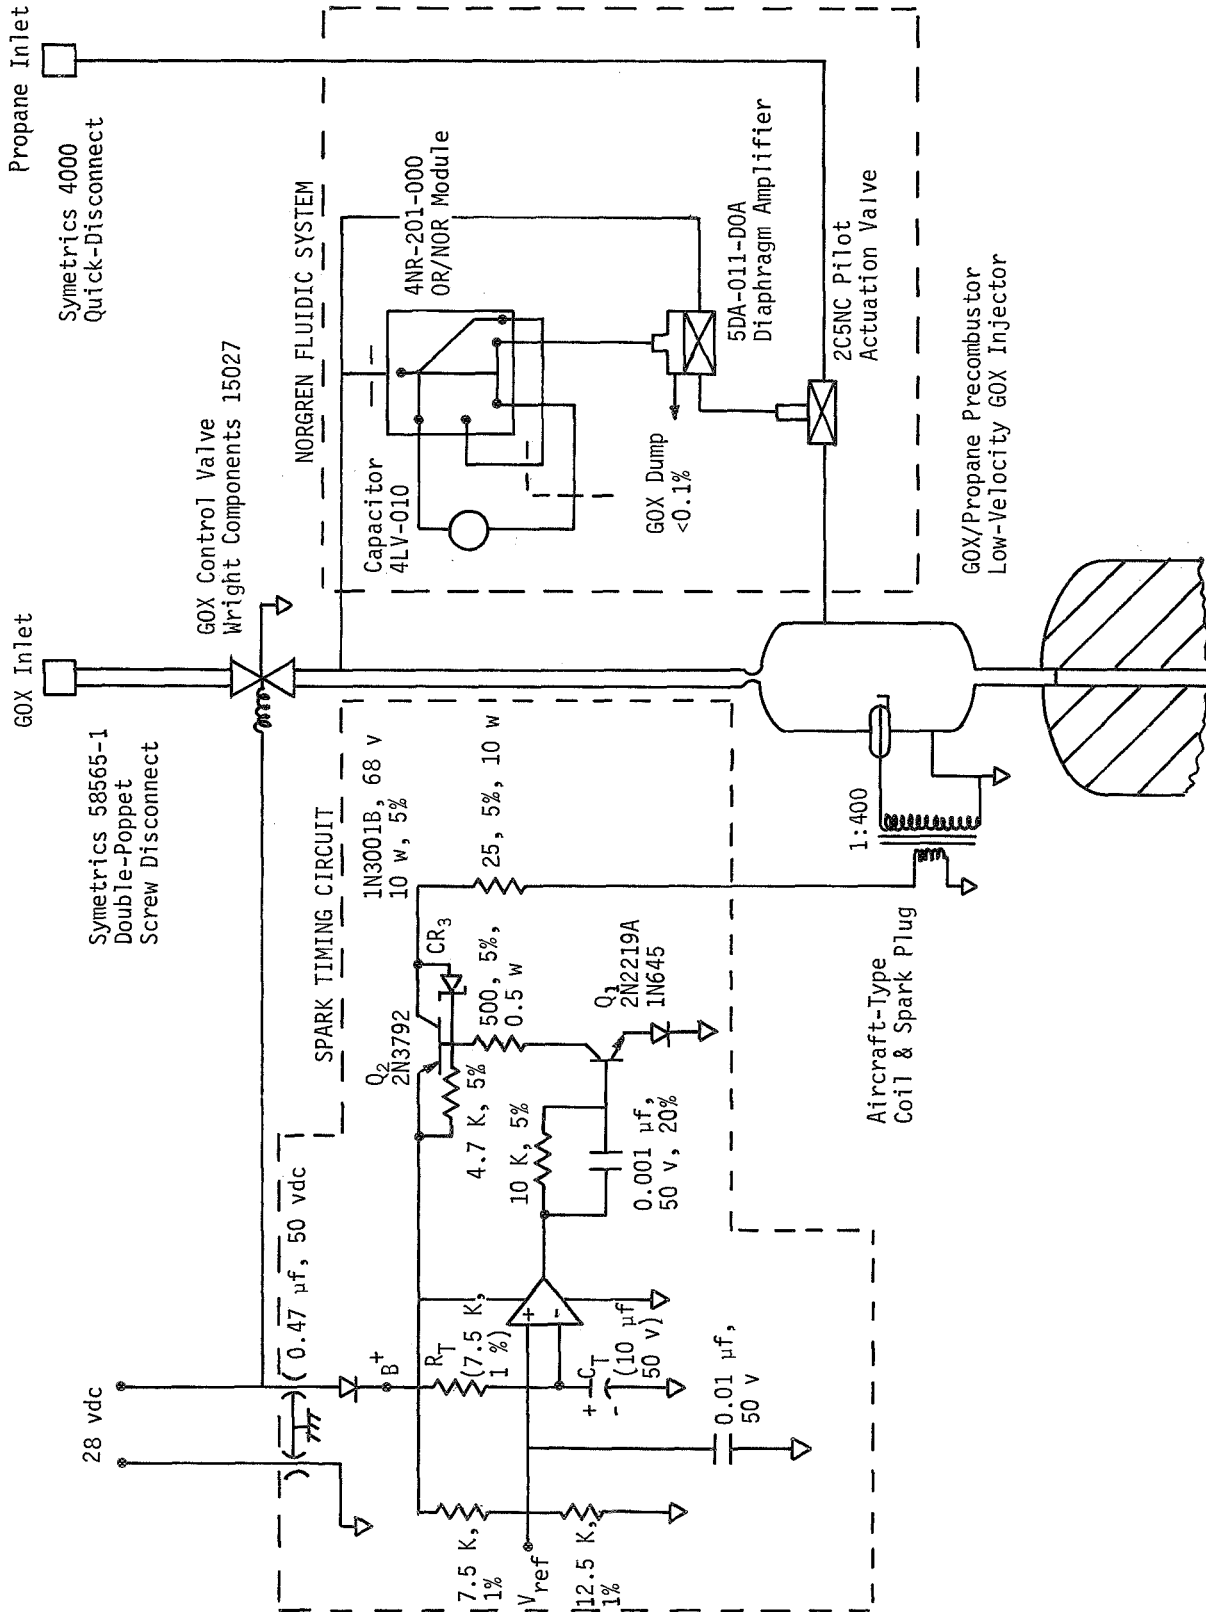 Propane Inlet
Symetrics 4000
Quick-Disconnect
GOX Inlet
Symetrics 58565-1
Double-Poppet
Screw Disconnect
GOX Control Valve
Wright Components 15027
NORGREN FLUIDIC SYSTEM
4NR-201-000
OR/NOR Module
Capacitor
4LV-010
GOX Dump
<0.1%
5DA-011-DOA
Diaphragm Amplifier
2C5NC Pilot
Actuation Valve
GOX/Propane Precombustor
Low-Velocity GOX Injector
SPARK TIMING CIRCUIT
28 vdc
0.47 µf, 50 vdc
B+
7.5 K,
1%
Vref
12.5 K,
1%
RT
(7.5 K,
1 %)
+
-
+
-
CT
(10 µf
50 v)
0.01 µf,
50 v
Q2
2N3792
4.7 K, 5%
10 K, 5%
0.001 µf,
50 v, 20%
CR3
1N3001B, 68 v
10 w, 5%
500, 5%,
0.5 w
Q1
2N2219A
1N645
25, 5%, 10 w
1:400
Aircraft-Type
Coil & Spark Plug